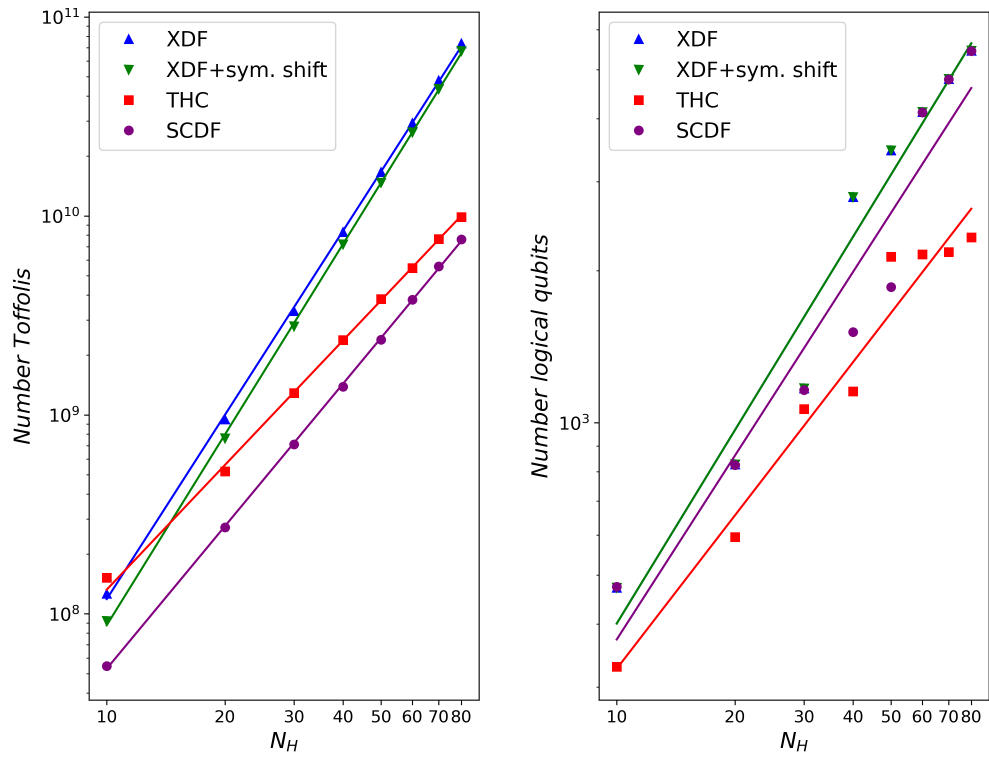 10^11
10^10
10^9
10^8
Number Toffolis
XDF
XDF+sym. shift
THC
SCDF
10 20 30 40 50 60 70 80
N_H
10^3
Number logical qubits
XDF
XDF+sym. shift
THC
SCDF
10 20 30 40 50 60 70 80
N_H